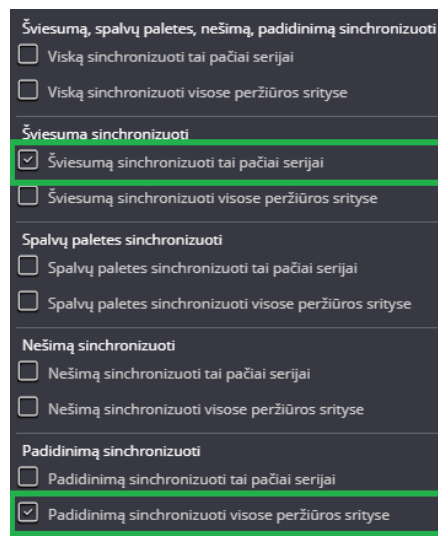 Šviesumą, spalvų paletes, nešimą, padidinimą sinchronizuoti
Viską sinchronizuoti tai pačiai serijai
Viską sinchronizuoti visose peržiūros srityse
Šviesuma sinchronizuoti
Šviesumą sinchronizuoti tai pačiai serijai
Šviesumą sinchronizuoti visose peržiūros srityse
Spalvų paletes sinchronizuoti
Spalvų paletes sinchronizuoti tai pačiai serijai
Spalvų paletes sinchronizuoti visose peržiūros srityse
Nešimą sinchronizuoti
Nešimą sinchronizuoti tai pačiai serijai
Nešimą sinchronizuoti visose peržiūros srityse
Padidinimą sinchronizuoti
Padidinimą sinchronizuoti tai pačiai serijai
Padidinimą sinchronizuoti visose peržiūros srityse